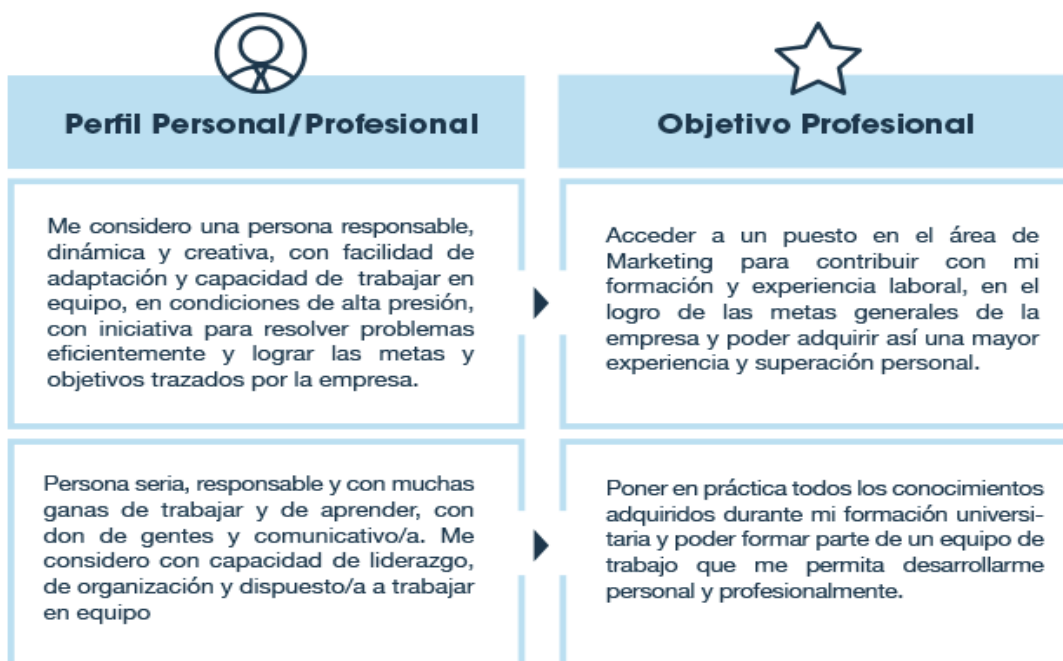 Perfil Personal/Profesional
Objetivo Profesional
Me considero una persona responsable,
dinámica y creativa, con facilidad de
adaptación y capacidad de trabajar en
equipo, en condiciones de alta presión,
con iniciativa para resolver problemas
eficientemente y lograr las metas y
objetivos trazados por la empresa.
Acceder a un puesto en el área de
Marketing para contribuir con mi
formación y experiencia laboral, en el
logro de las metas generales de la
empresa y poder adquirir así una mayor
experiencia y superación personal.
Persona seria, responsable y con muchas
ganas de trabajar y de aprender, con
don de gentes y comunicativo/a. Me
considero con capacidad de liderazgo,
de organización y dispuesto/a a trabajar
en equipo
Poner en práctica todos los conocimientos
adquiridos durante mi formación universi-
taria y poder formar parte de un equipo de
trabajo que me permita desarrollarme
personal y profesionalmente.